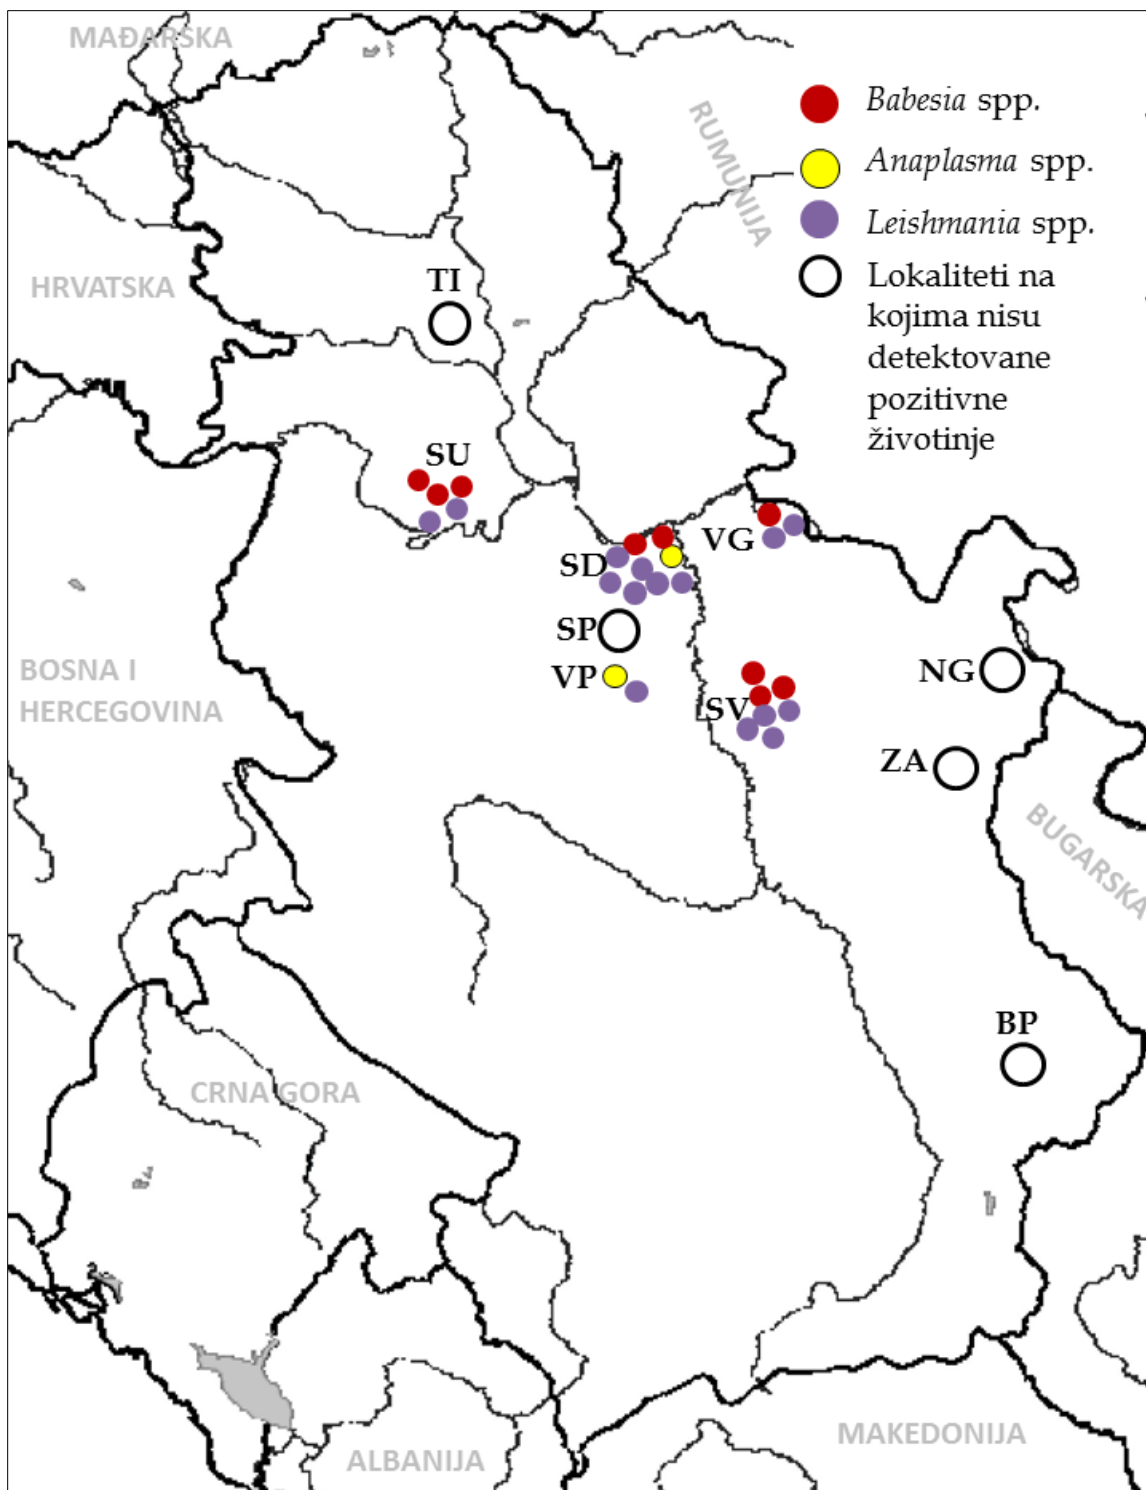 MAĐARSKA
RUMUNIJA
Babesia spp.
Anaplasma spp.
Leishmania spp.
Lokaliteti na
kojima nisu
detektovane
pozitivne
životinje
HRVATSKA
TI
SU
SD
VG
SP
VP
SV
NG
ZA
BOSNA I
HERCEGOVINA
BUGARSKA
BP
CRNA GORA
ALBANIJA
MAKEDONIJA